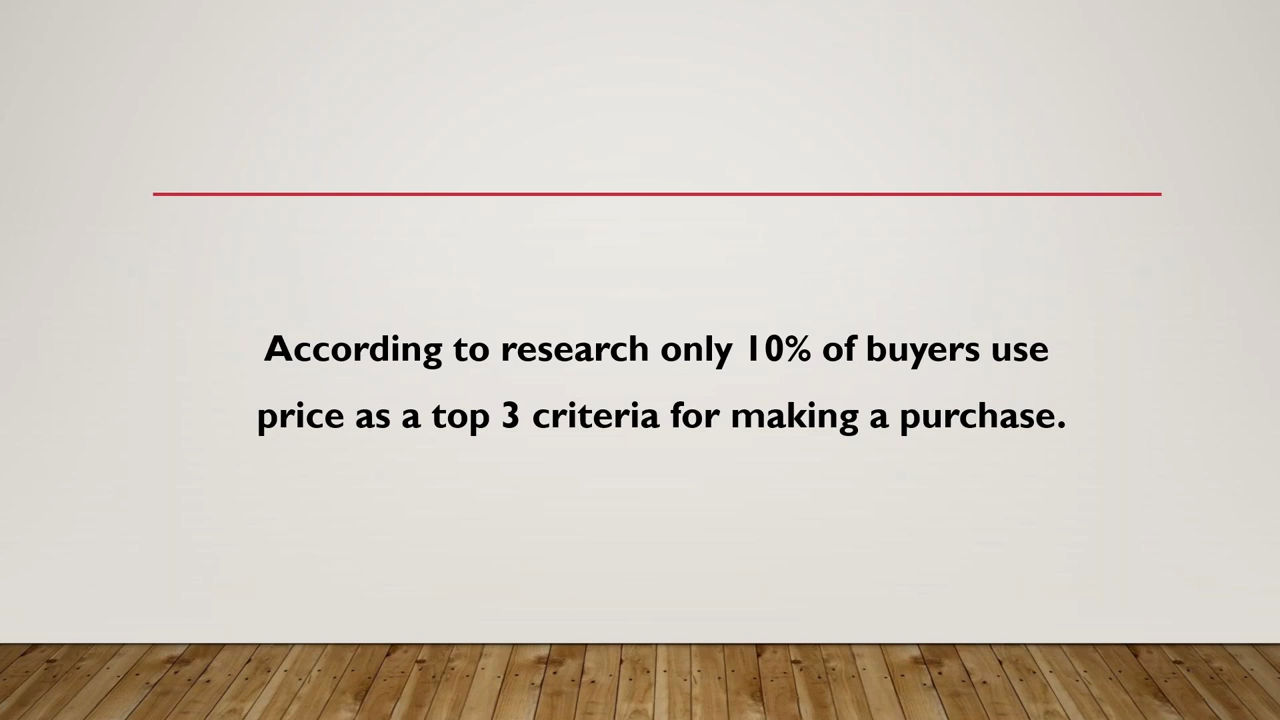 According to research only 10% of buyers use
price as a top 3 criteria for making a purchase.